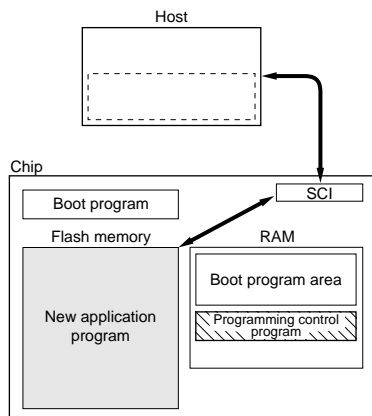 Host
Chip
SCI
Boot program
Flash memory
RAM
New application
program
Boot program area
Programming control
program